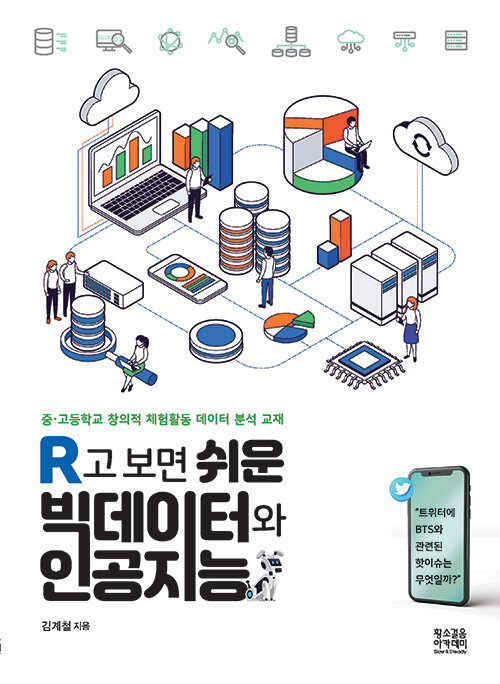 중·고등학교 창의적 체험활동 데이터 분석 교재
R고 보면 쉬운
빅데이터와
인공지능
김계철 지음
“트위터에
BTS와
관련된
핫이슈는
무엇일까?”
황소걸음
아카데미
Slow & Steady